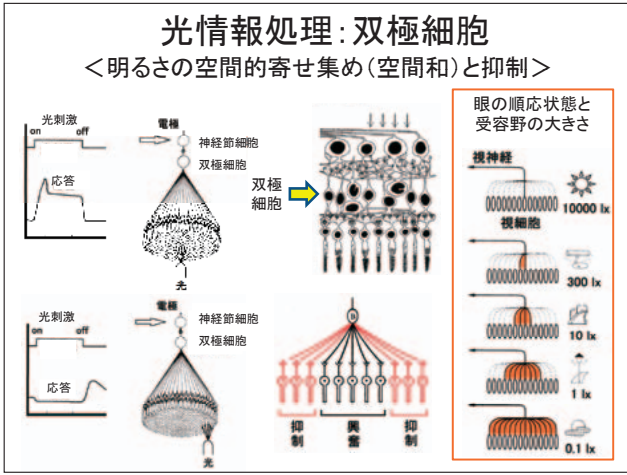 光情報処理：双極細胞
＜明るさの空間的寄せ集め（空間和）と抑制＞
光刺激
on
off
応答
電極
神経節細胞
双極細胞
光
双極
細胞
光刺激
on
off
応答
電極
神経節細胞
双極細胞
光
抑制
興奮
抑制
眼の順応状態と
受容野の大きさ
視神経
視細胞
10000 lx
300 lx
10 lx
1 lx
0.1 lx